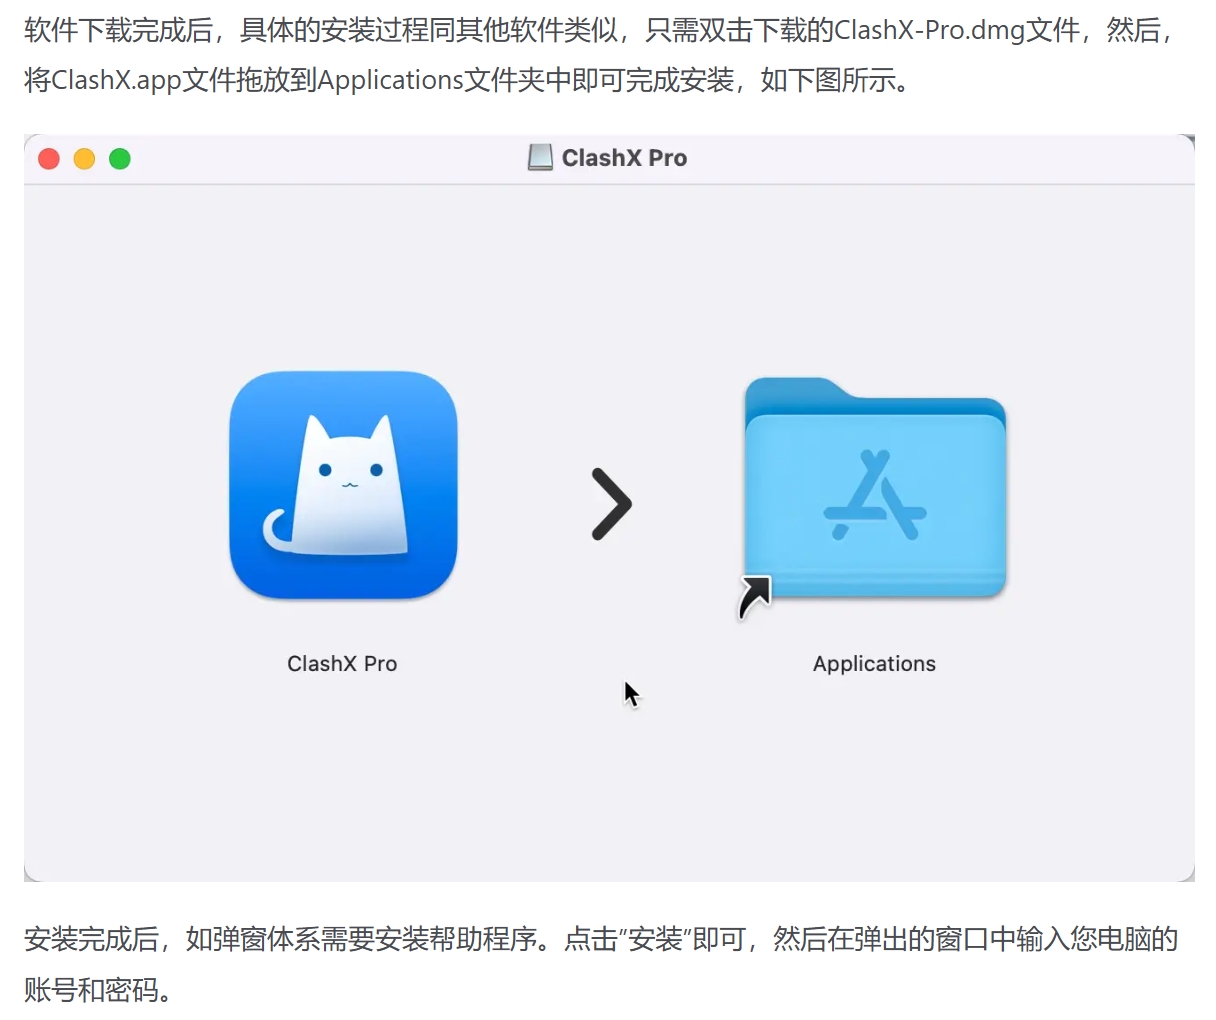 软件下载完成后，具体的安装过程同其他软件类似，只需双击下载的ClashX-Pro.dmg文件，然后，
将ClashX.app文件拖放到Applications文件夹中即可完成安装，如下图所示。
ClashX Pro
ClashX Pro
Applications
安装完成后，如弹窗体系需要安装帮助程序。点击”安装”即可，然后在弹出的窗口中输入您电脑的
账号和密码。